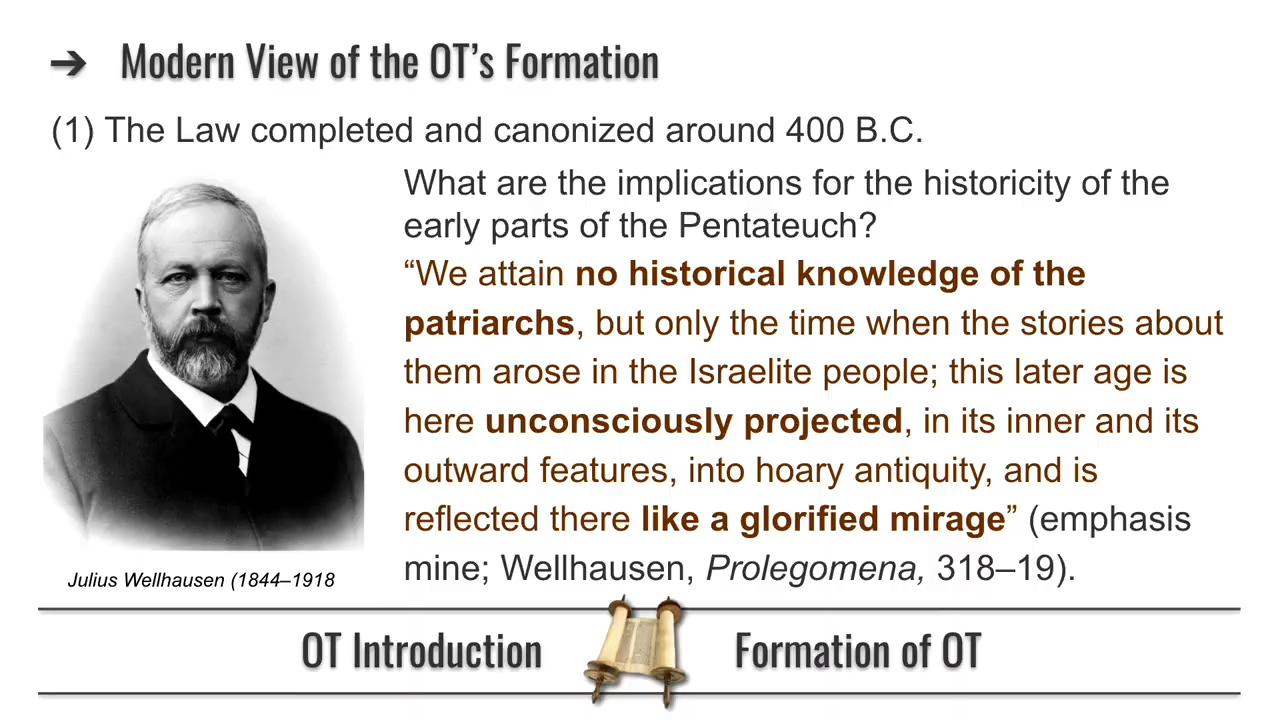 ➔ Modern View of the OT’s Formation
(1) The Law completed and canonized around 400 B.C.
What are the implications for the historicity of the
early parts of the Pentateuch?
“We attain no historical knowledge of the
patriarchs, but only the time when the stories about
them arose in the Israelite people; this later age is
here unconsciously projected, in its inner and its
outward features, into hoary antiquity, and is
reflected there like a glorified mirage” (emphasis
mine; Wellhausen, Prolegomena, 318–19).
Julius Wellhausen (1844–1918
OT Introduction
Formation of OT